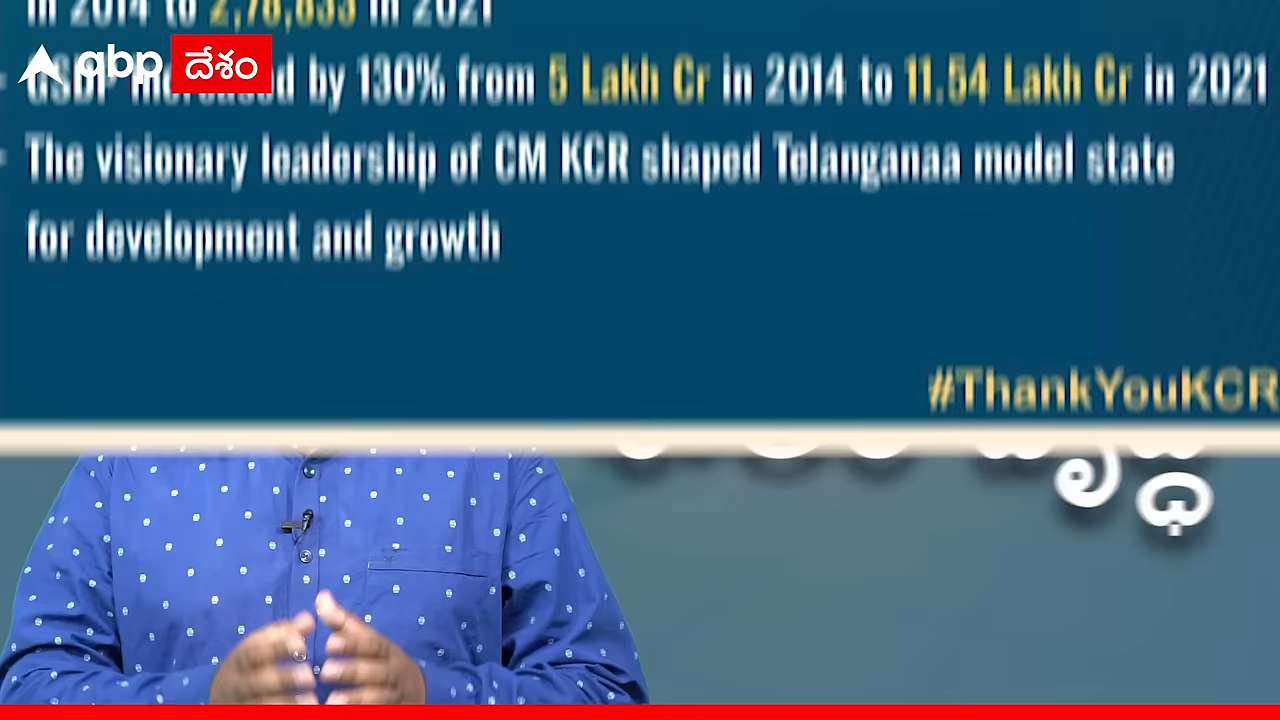 in 2014 to 2,78,833 in 2021
abp దేశం
GSDP increased by 130% from 5 Lakh Cr in 2014 to 11.54 Lakh Cr in 2021
The visionary leadership of CM KCR shaped Telanganaa model state
for development and growth
#ThankYouKCR